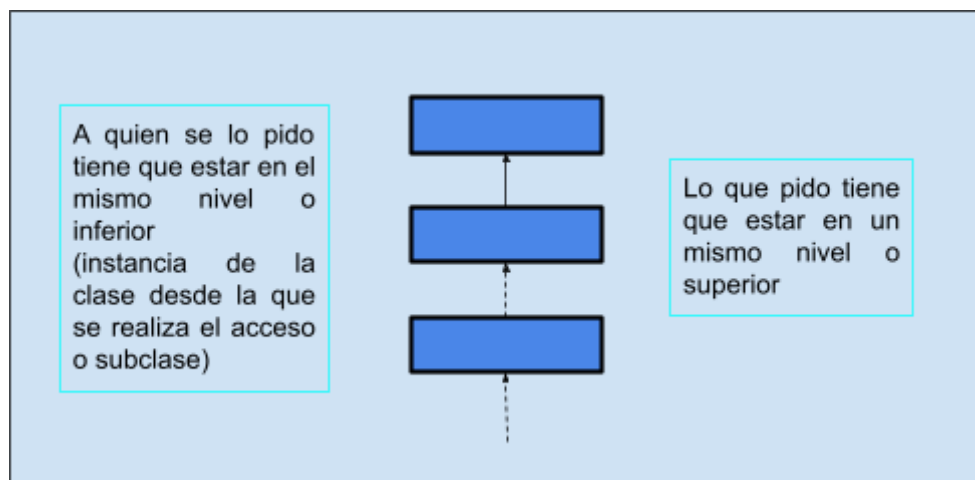 A quien se lo pido
tiene que estar en el
mismo nivel o
inferior
(instancia de la
clase desde la que
se realiza el acceso
o subclase)
Lo que pido tiene
que estar en un
mismo nivel o
superior